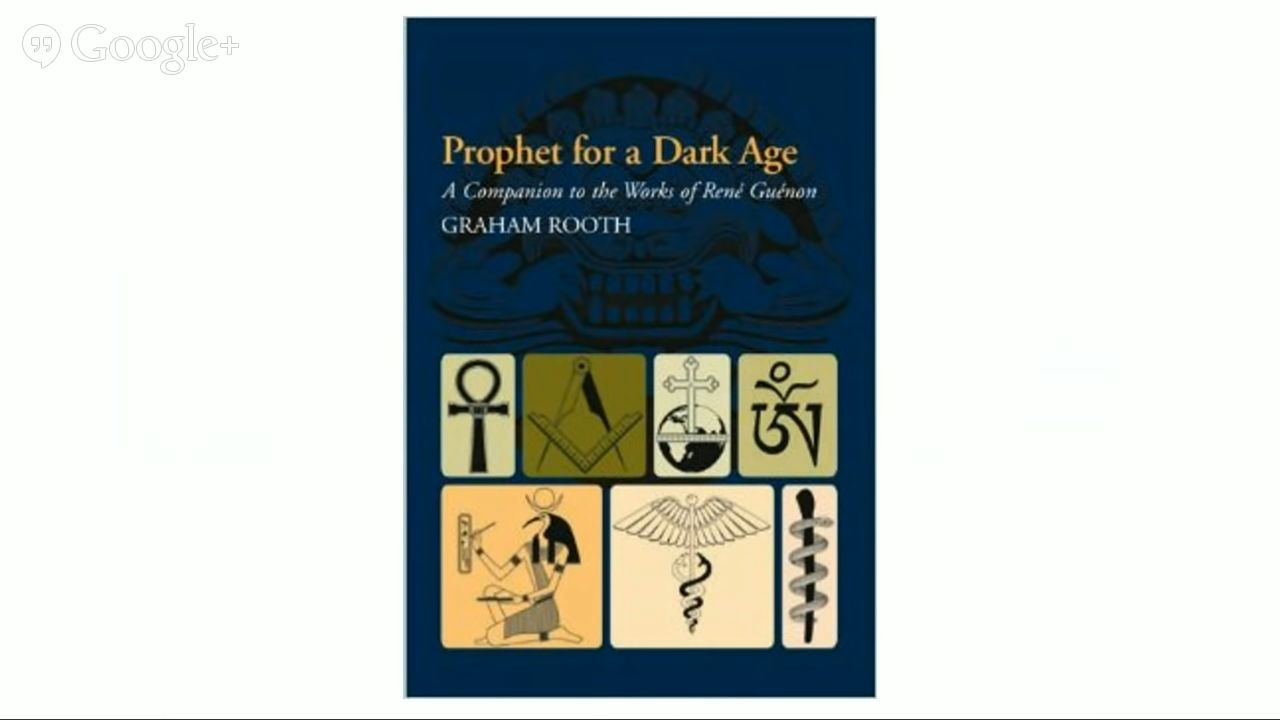 Google+
Prophet for a Dark Age
A Companion to the Works of René Guénon
GRAHAM ROOTH
ༀ